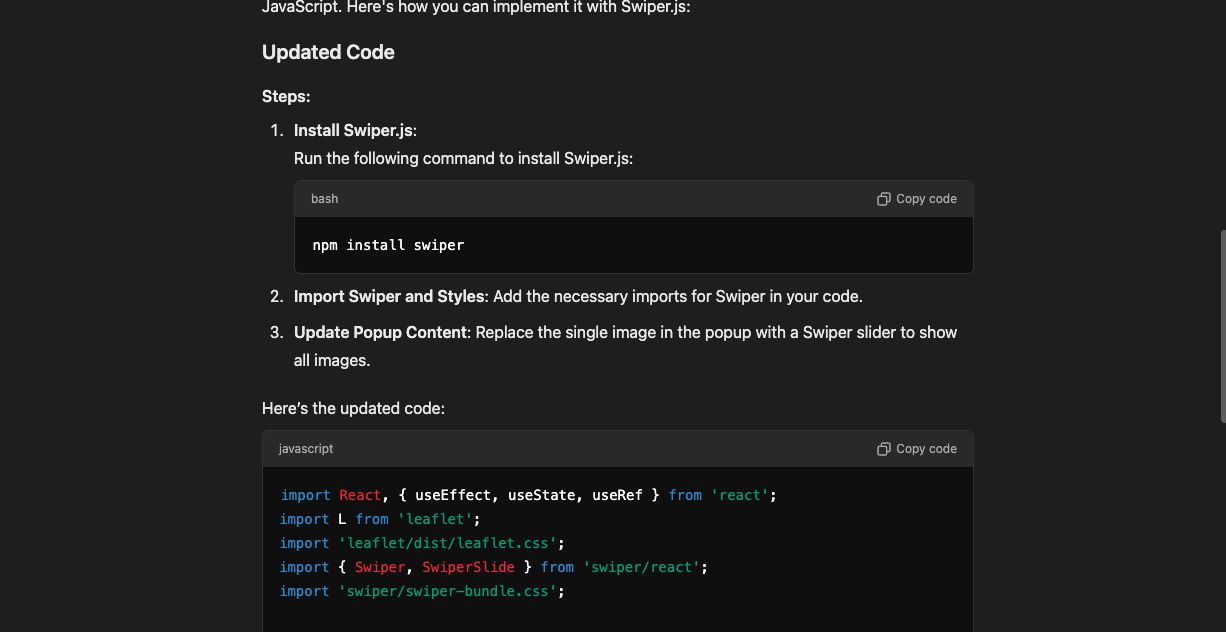 JavaScript. Here's how you can implement it with Swiper.js:
Updated Code
Steps:
1. Install Swiper.js:
Run the following command to install Swiper.js:
bash
Copy code
npm install swiper
2. Import Swiper and Styles: Add the necessary imports for Swiper in your code.
3. Update Popup Content: Replace the single image in the popup with a Swiper slider to show
all images.
Here’s the updated code:
javascript
Copy code
import React, { useEffect, useState, useRef } from 'react';
import L from 'leaflet';
import 'leaflet/dist/leaflet.css';
import { Swiper, SwiperSlide } from 'swiper/react';
import 'swiper/swiper-bundle.css';